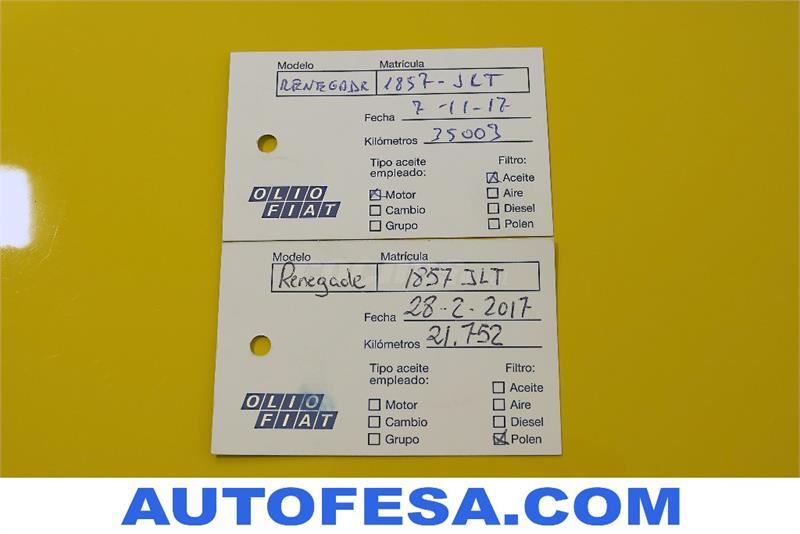 Modelo Matrícula
RENEGADE 1857-JLT
Fecha 7-11-17
Kilómetros 35003
Tipo aceite empleado: Filtro:
Motor Aceite
Cambio Aire
Grupo Diesel
Polen
OLIO
FIAT
Modelo Matrícula
Renegade 1857 JLT
Fecha 28-2-2017
Kilómetros 21.752
Tipo aceite empleado: Filtro:
Aceite
Motor Aire
Cambio Diesel
Grupo Polen
OLIO
FIAT
AUTOFESA.COM